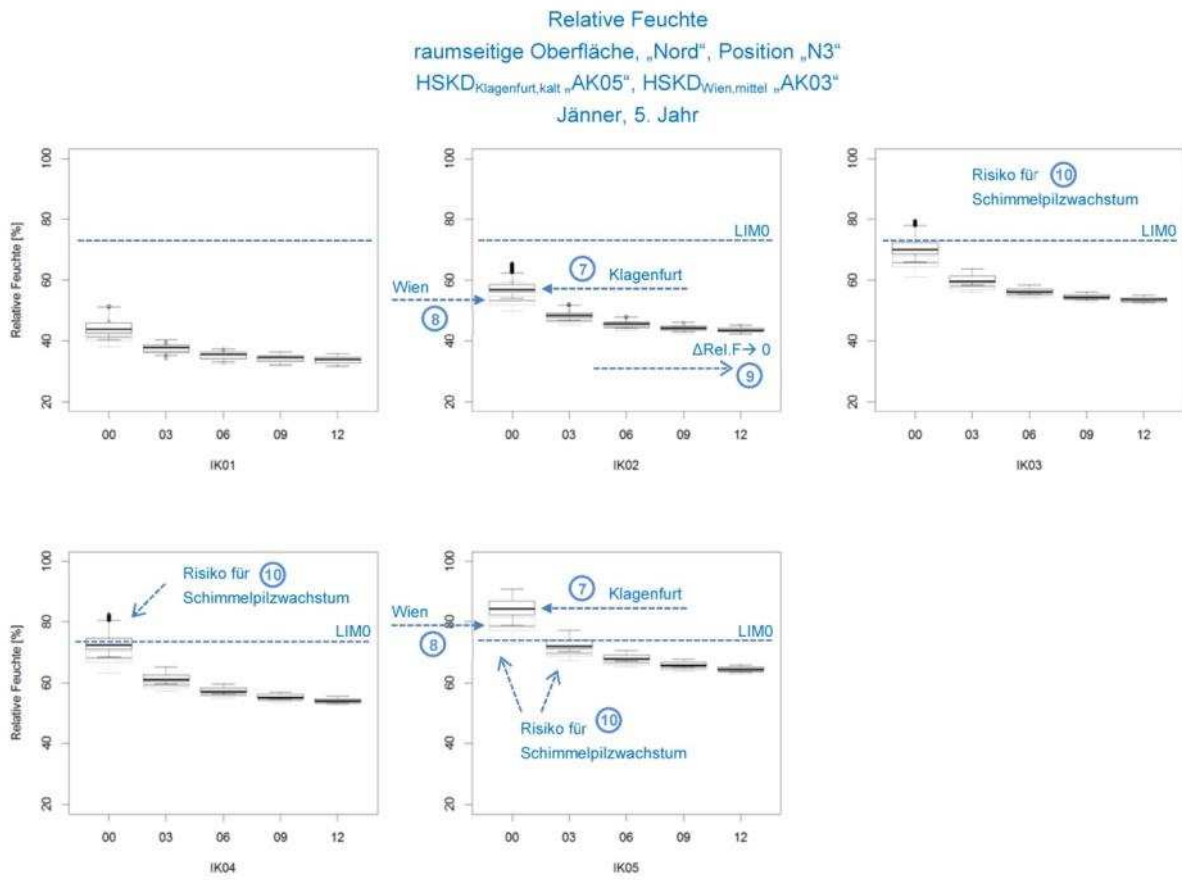 Relative Feuchte
raumseitige Oberfläche, „Nord“, Position „N3“
HSKDKlagenfurt,kalt „AK05“, HSKDWien,mittel „AK03“
Jänner, 5. Jahr
Relative Feuchte [%]
100
80
60
40
20
00 03 06 09 12
IK01
100
80
60
40
20
LIM0
7 Klagenfurt
Wien
8
ΔRel.F→ 0
9
00 03 06 09 12
IK02
100
80
60
40
20
Risiko für 10
Schimmelpilzwachstum
LIM0
00 03 06 09 12
IK03
Relative Feuchte [%]
100
80
60
40
20
Risiko für 10
Schimmelpilzwachstum
LIM0
00 03 06 09 12
IK04
100
80
60
40
20
7 Klagenfurt
Wien
8
LIM0
Risiko für 10
Schimmelpilzwachstum
00 03 06 09 12
IK05